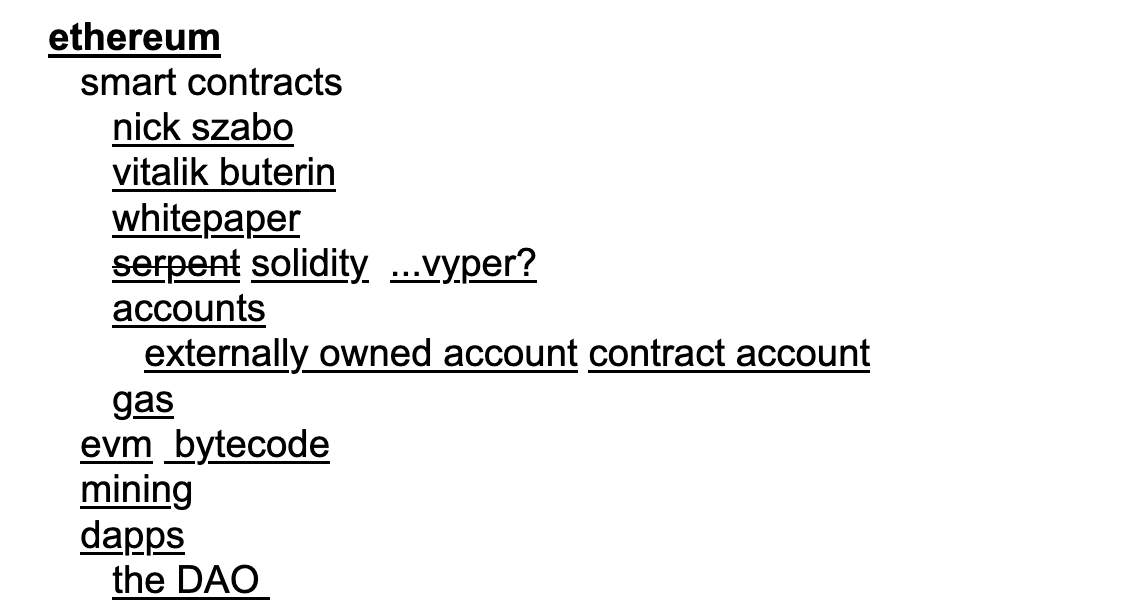 ethereum
smart contracts
nick szabo
vitalik buterin
whitepaper
serpent solidity ...vyper?
accounts
externally owned account contract account
gas
evm bytecode
mining
dapps
the DAO